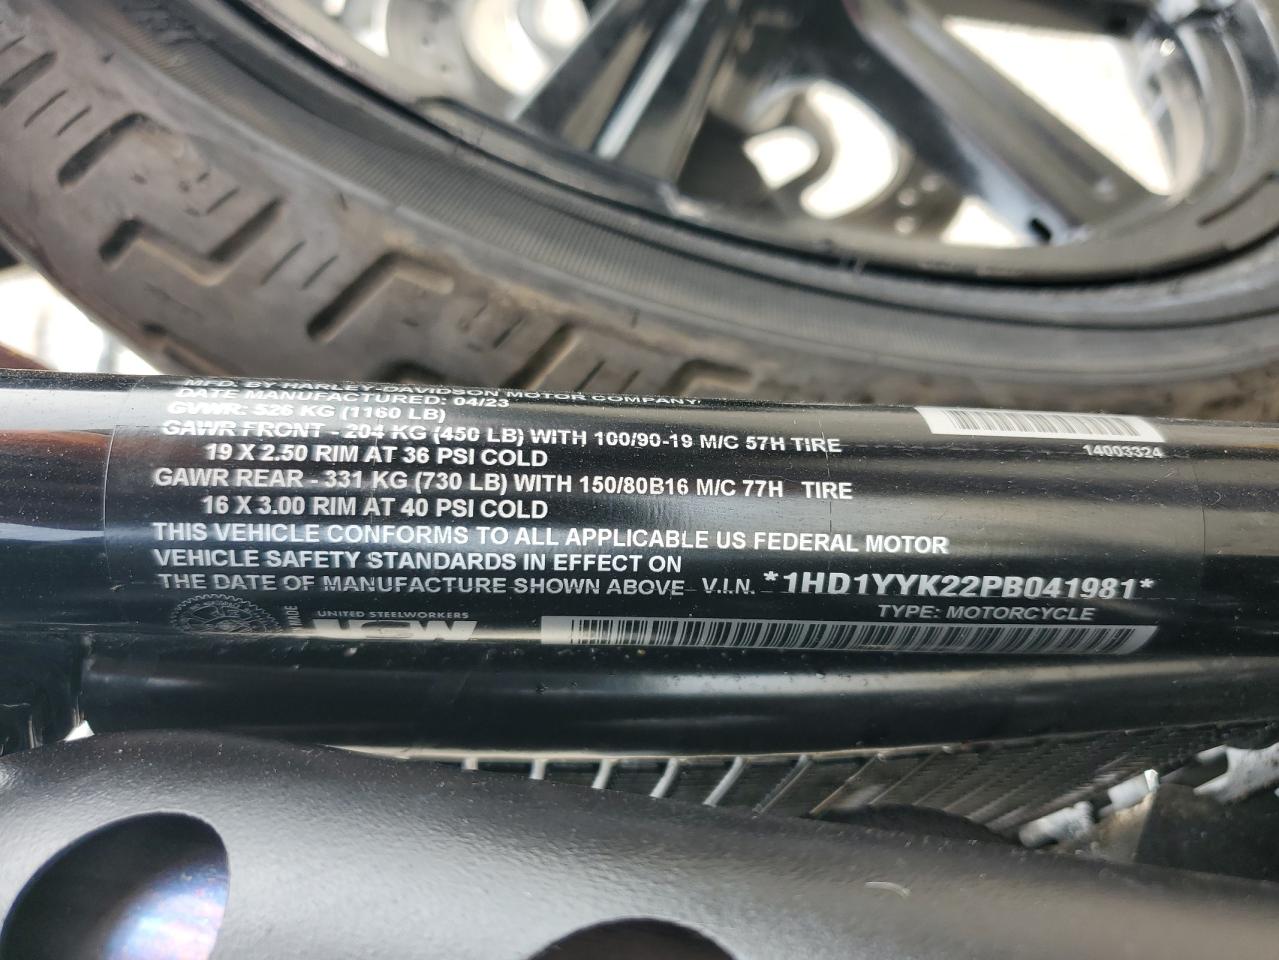 MFD. BY HARLEY-DAVIDSON MOTOR COMPANY
DATE MANUFACTURED: 04/23
GVWR: 526 KG (1160 LB)
GAWR FRONT - 204 KG (450 LB) WITH 100/90-19 M/C 57H TIRE
19 X 2.50 RIM AT 36 PSI COLD
GAWR REAR - 331 KG (730 LB) WITH 150/80B16 M/C 77H TIRE
16 X 3.00 RIM AT 40 PSI COLD
THIS VEHICLE CONFORMS TO ALL APPLICABLE US FEDERAL MOTOR
VEHICLE SAFETY STANDARDS IN EFFECT ON
THE DATE OF MANUFACTURE SHOWN ABOVE V.I.N. *1HD1YYK22PB041981*
TYPE: MOTORCYCLE
14003324
MADE
UNITED STEELWORKERS